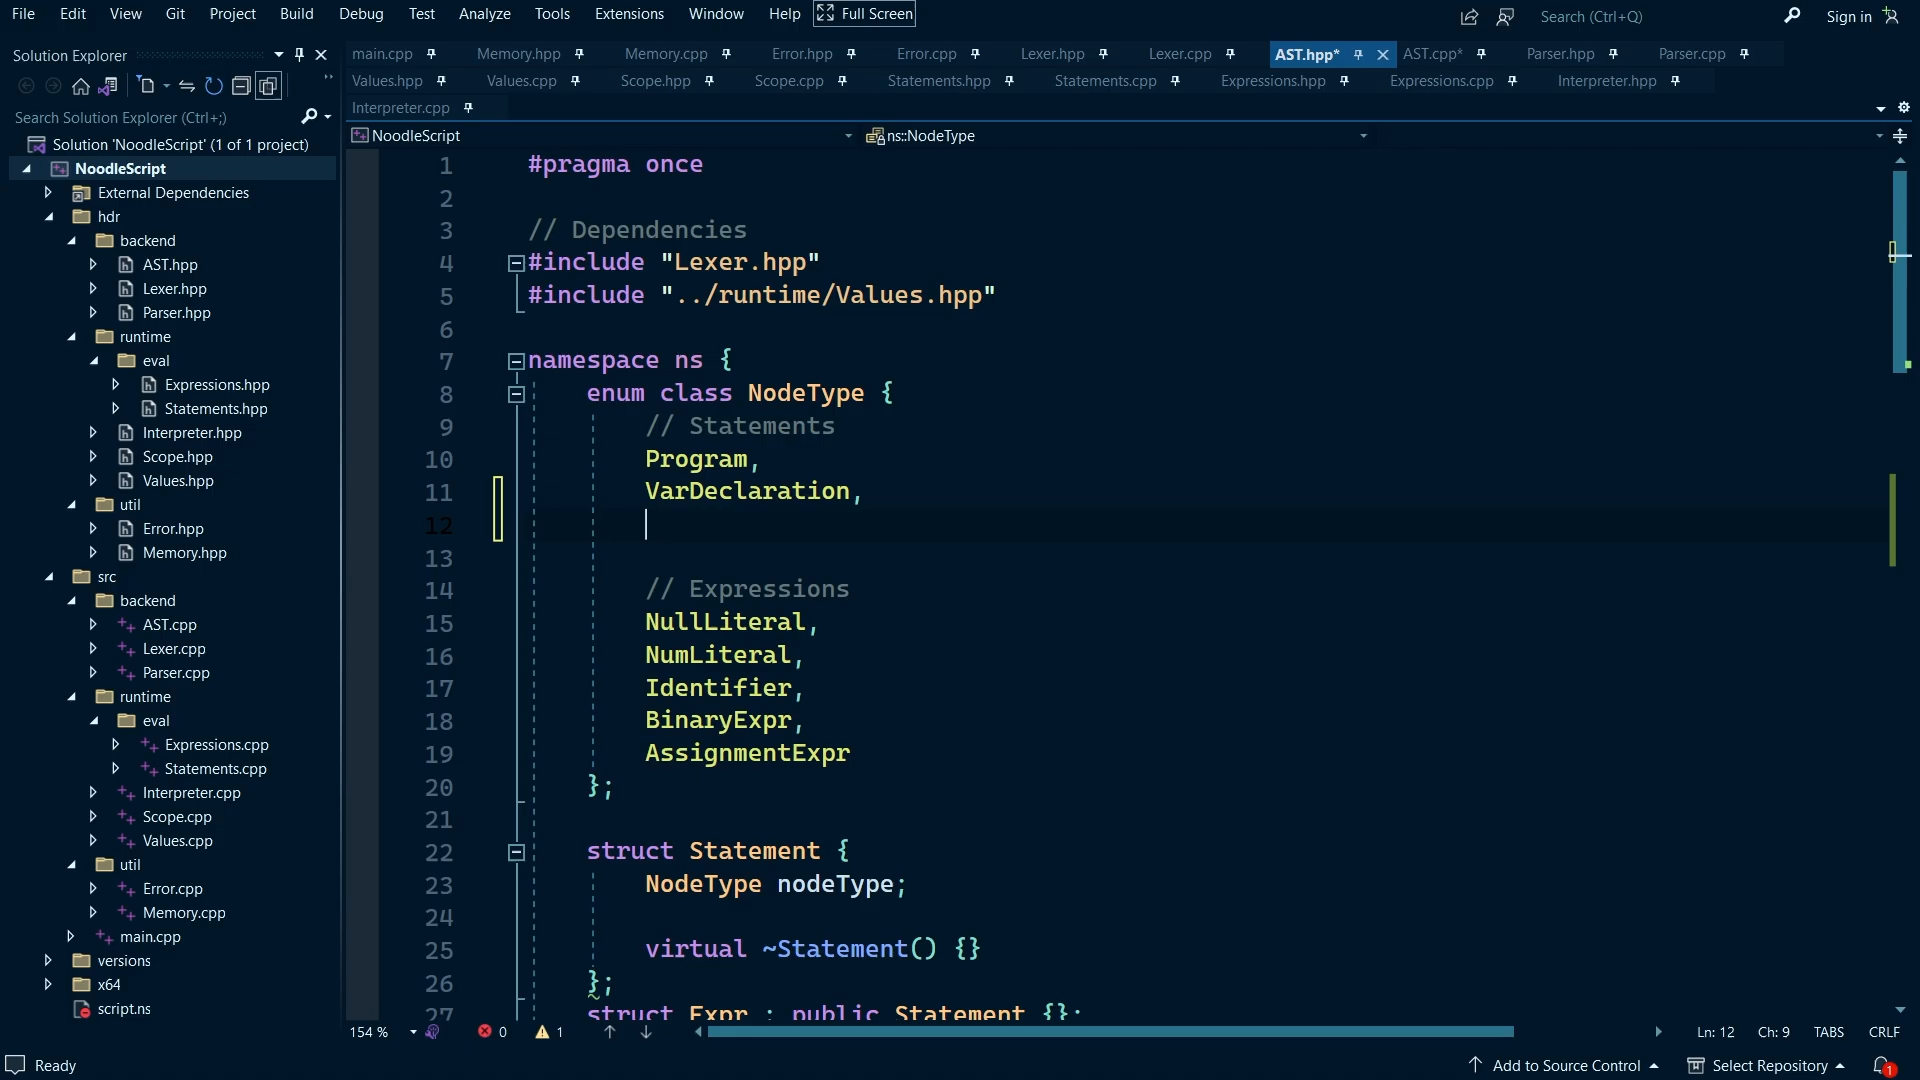 File Edit View Git Project Build Debug Test Analyze Tools Extensions Window Help Full Screen Search (Ctrl+Q) Sign in
Solution Explorer
Search Solution Explorer (Ctrl+;)
Solution 'NoodleScript' (1 of 1 project)
NoodleScript
External Dependencies
hdr
backend
AST.hpp
Lexer.hpp
Parser.hpp
runtime
eval
Expressions.hpp
Statements.hpp
Interpreter.hpp
Scope.hpp
Values.hpp
util
Error.hpp
Memory.hpp
src
backend
AST.cpp
Lexer.cpp
Parser.cpp
runtime
eval
Expressions.cpp
Statements.cpp
Interpreter.cpp
Scope.cpp
Values.cpp
util
Error.cpp
Memory.cpp
main.cpp
versions
x64
script.ns
main.cpp Memory.hpp Memory.cpp Error.hpp Error.cpp Lexer.hpp Lexer.cpp AST.hpp* AST.cpp* Parser.hpp Parser.cpp
Values.hpp Values.cpp Scope.hpp Scope.cpp Statements.hpp Statements.cpp Expressions.hpp Expressions.cpp Interpreter.hpp
Interpreter.cpp
NoodleScript ns::NodeType
1 #pragma once
2
3 // Dependencies
4 #include "Lexer.hpp"
5 #include "../runtime/Values.hpp"
6
7 namespace ns {
8 enum class NodeType {
9 // Statements
10 Program,
11 VarDeclaration,
12
13
14 // Expressions
15 NullLiteral,
16 NumLiteral,
17 Identifier,
18 BinaryExpr,
19 AssignmentExpr
20 };
21
22 struct Statement {
23 NodeType nodeType;
24
25 virtual ~Statement() {}
26 };
27 struct Expr : public Statement {};
154 % 0 1 Ln: 12 Ch: 9 TABS CRLF
Ready Add to Source Control Select Repository 1